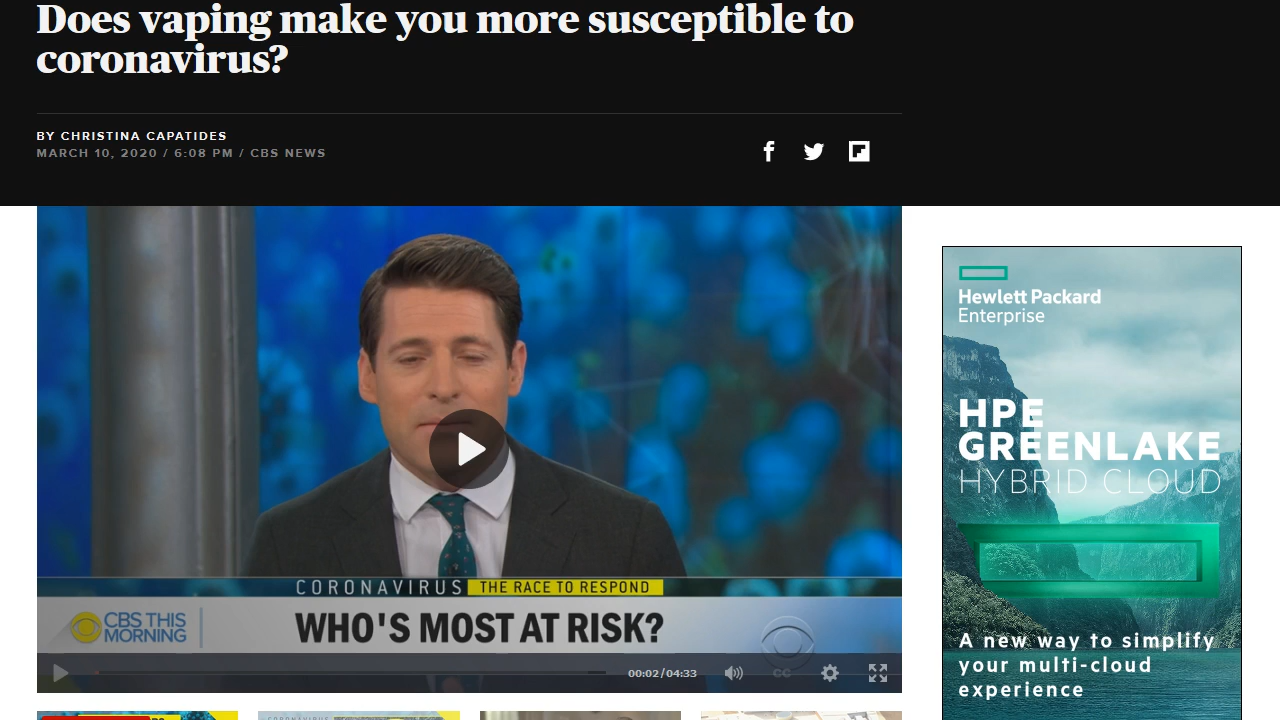 Does vaping make you more susceptible to
coronavirus?
BY CHRISTINA CAPATIDES
MARCH 10, 2020 / 6:08 PM / CBS NEWS
CORONAVIRUS THE RACE TO RESPOND
CBS THIS
MORNING
WHO'S MOST AT RISK?
00:02/04:33
CC
Hewlett Packard
Enterprise
HPE
GREENLAKE
HYBRID CLOUD
A new way to simplify
your multi-cloud
experience